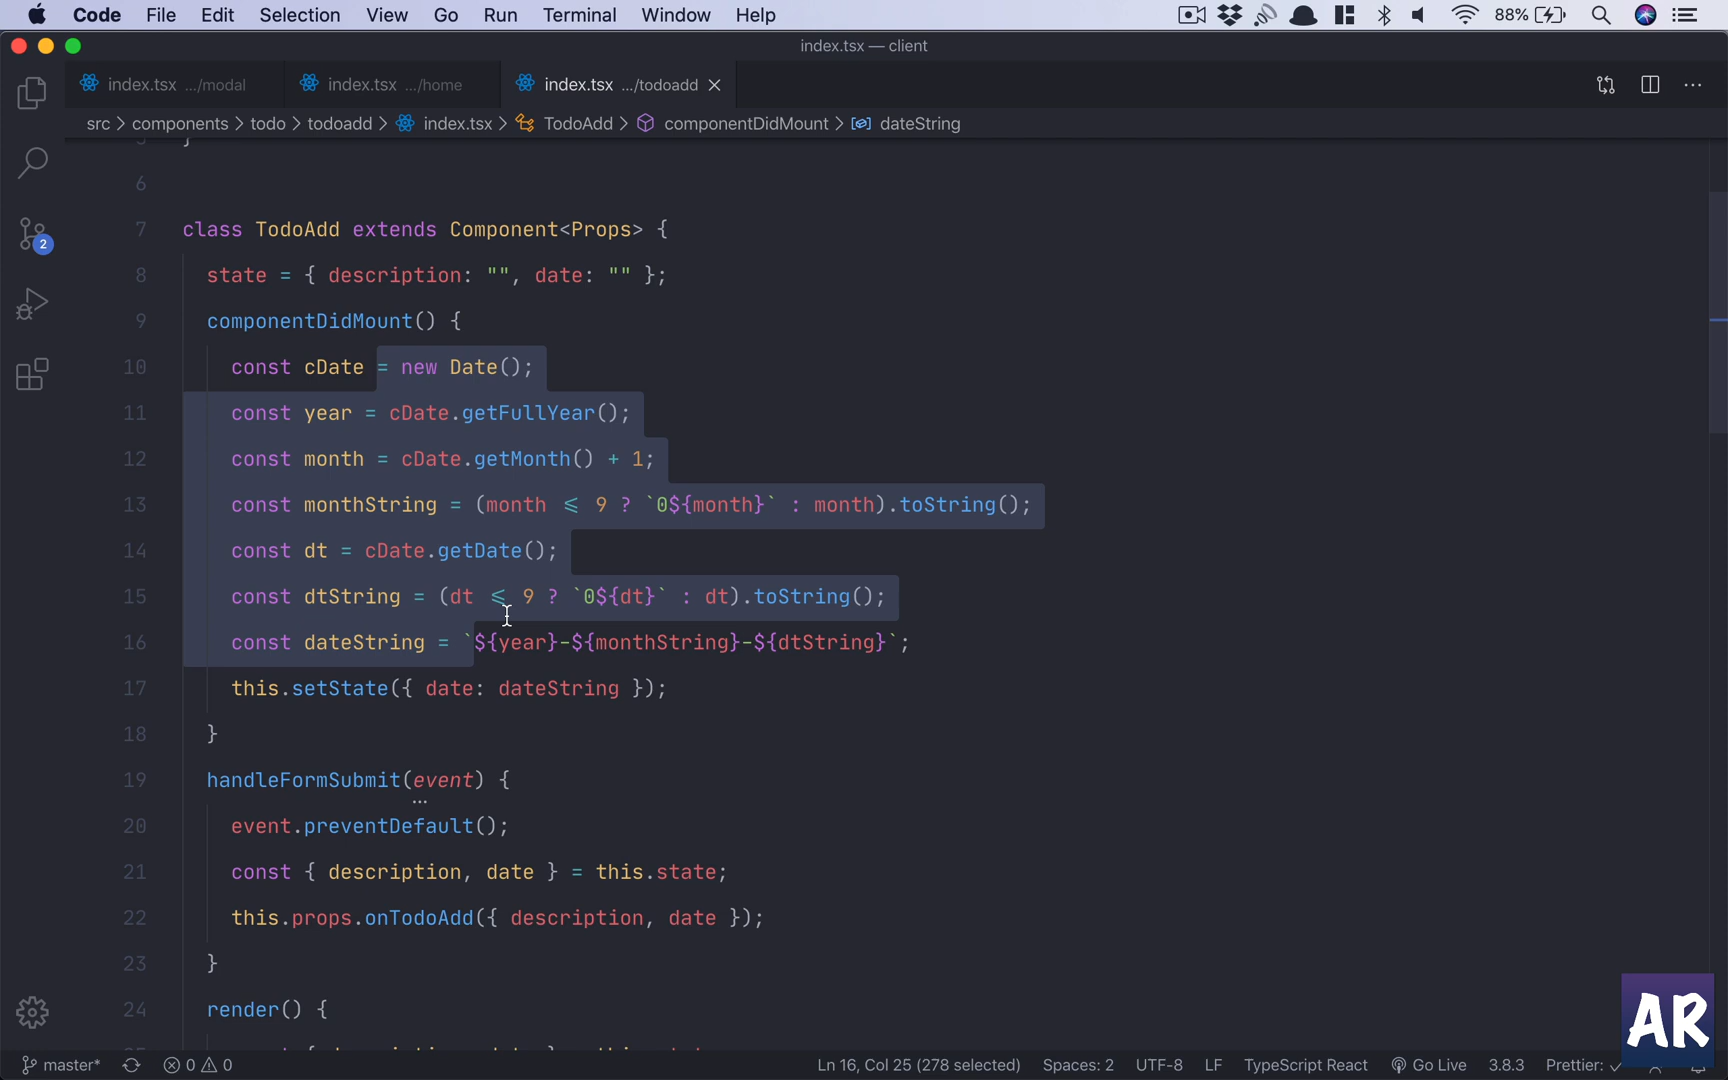 Code File Edit Selection View Go Run Terminal Window Help 88%
index.tsx — client
index.tsx .../modal index.tsx .../home index.tsx .../todoadd
src > components > todo > todoadd > index.tsx > TodoAdd > componentDidMount > dateString
6
7 class TodoAdd extends Component<Props> {
8 state = { description: "", date: "" };
9 componentDidMount() {
10 const cDate = new Date();
11 const year = cDate.getFullYear();
12 const month = cDate.getMonth() + 1;
13 const monthString = (month <= 9 ? `0${month}` : month).toString();
14 const dt = cDate.getDate();
15 const dtString = (dt <= 9 ? `0${dt}` : dt).toString();
16 const dateString = `${year}-${monthString}-${dtString}`;
17 this.setState({ date: dateString });
18 }
19 handleFormSubmit(event) {
20 event.preventDefault();
21 const { description, date } = this.state;
22 this.props.onTodoAdd({ description, date });
23 }
24 render() {
2
AR
master* 0 0 Ln 16, Col 25 (278 selected) Spaces: 2 UTF-8 LF TypeScript React Go Live 3.8.3 Prettier: ✓